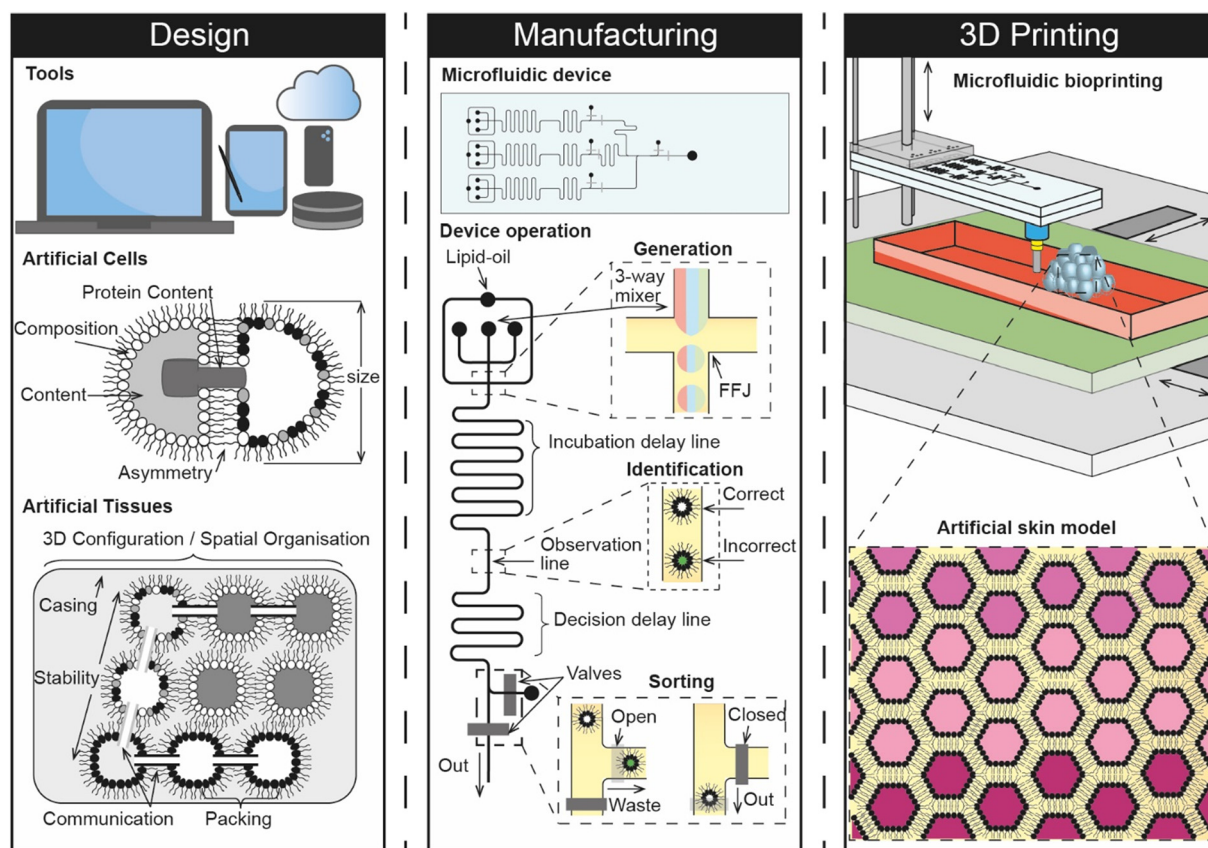 Design
Tools
Artificial Cells
Protein Content
Composition
Content
size
Asymmetry
Artificial Tissues
3D Configuration / Spatial Organisation
Casing
Stability
Communication
Packing
Manufacturing
Microfluidic device
Device operation
Lipid-oil
Generation
3-way
mixer
FFJ
Incubation delay line
Identification
Correct
Incorrect
Observation
line
Decision delay line
Valves
Sorting
Open
Closed
Out
Waste
Out
3D Printing
Microfluidic bioprinting
Artificial skin model